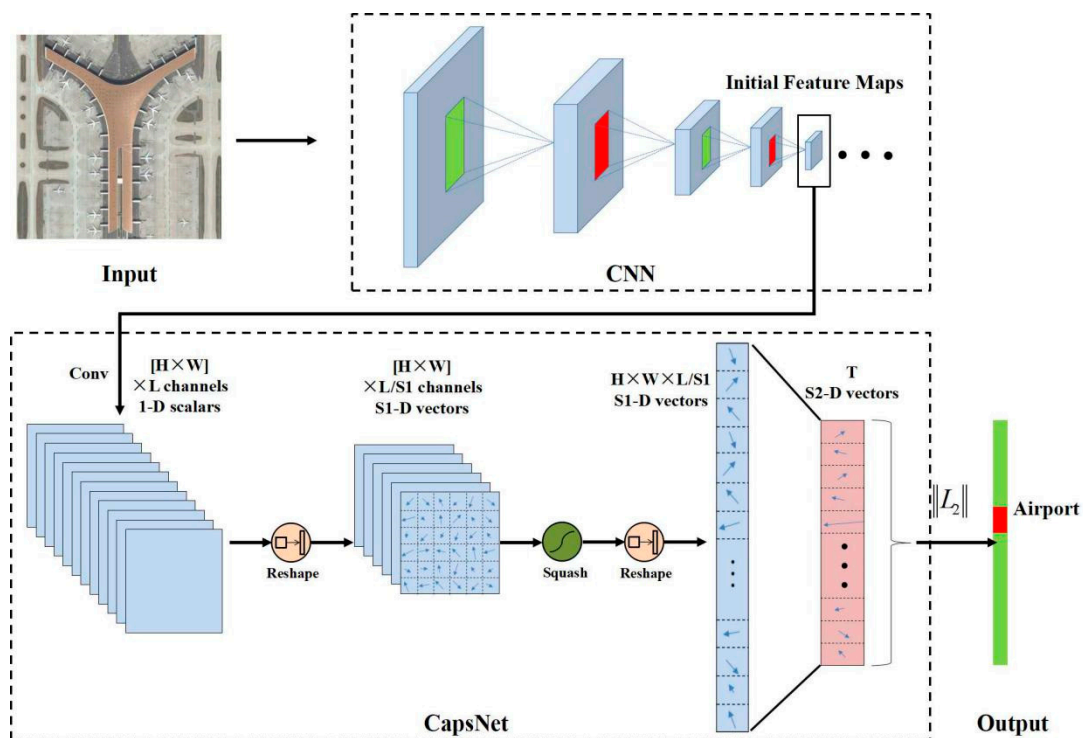 Input
Initial Feature Maps
CNN
Conv
[H×W]
×L channels
1-D scalars
Reshape
[H×W]
×L/S1 channels
S1-D vectors
Squash
Reshape
H×W×L/S1
S1-D vectors
T
S2-D vectors
‖L₂‖
Airport
CapsNet
Output